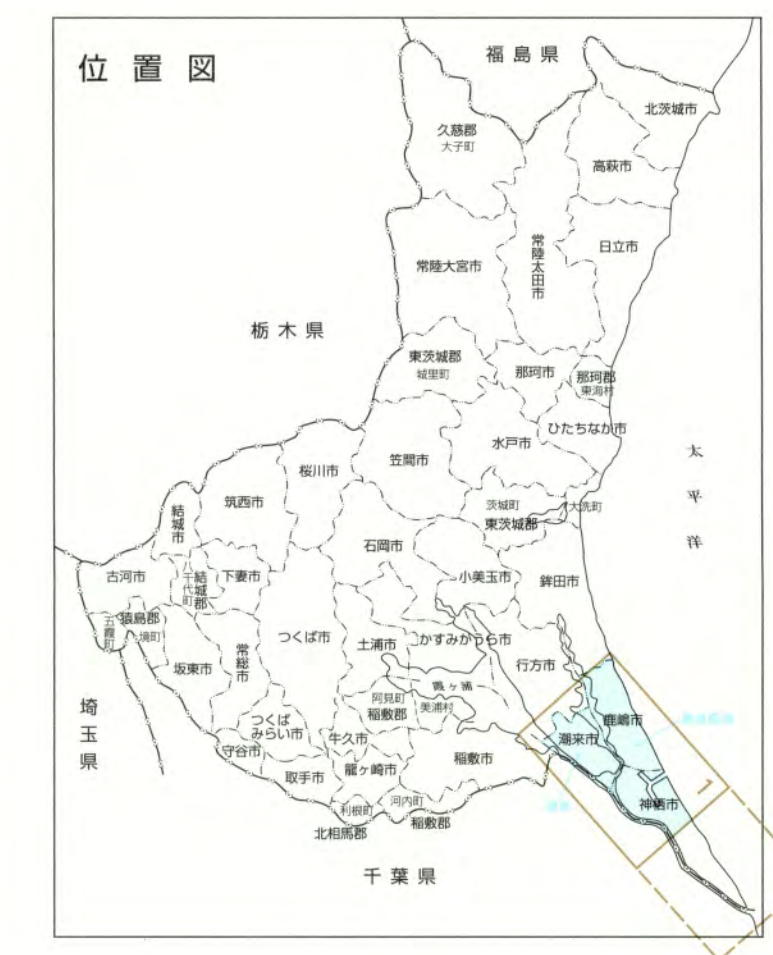 位置図
福島県
北茨城市
久慈郡
大子町
高萩市
常陸太田市
日立市
常陸大宮市
栃木県
東茨城郡
城里町
那珂市
那珂郡
東海村
ひたちなか市
水戸市
笠間市
桜川市
太平洋
筑西市
結城市
茨城町
東茨城郡
大洗町
石岡市
古河市
八千代町
結城郡
下妻市
小美玉市
鉾田市
五霞町
猿島郡
境町
つくば市
土浦市
かすみがうら市
行方市
坂東市
常総市
霞ヶ浦
阿見町
稲敷郡
美浦村
埼玉県
つくば
みらい市
牛久市
鹿嶋市
潮来市
守谷市
取手市
龍ヶ崎市
稲敷市
1
神栖市
利根町
河内町
稲敷郡
北相馬郡
千葉県